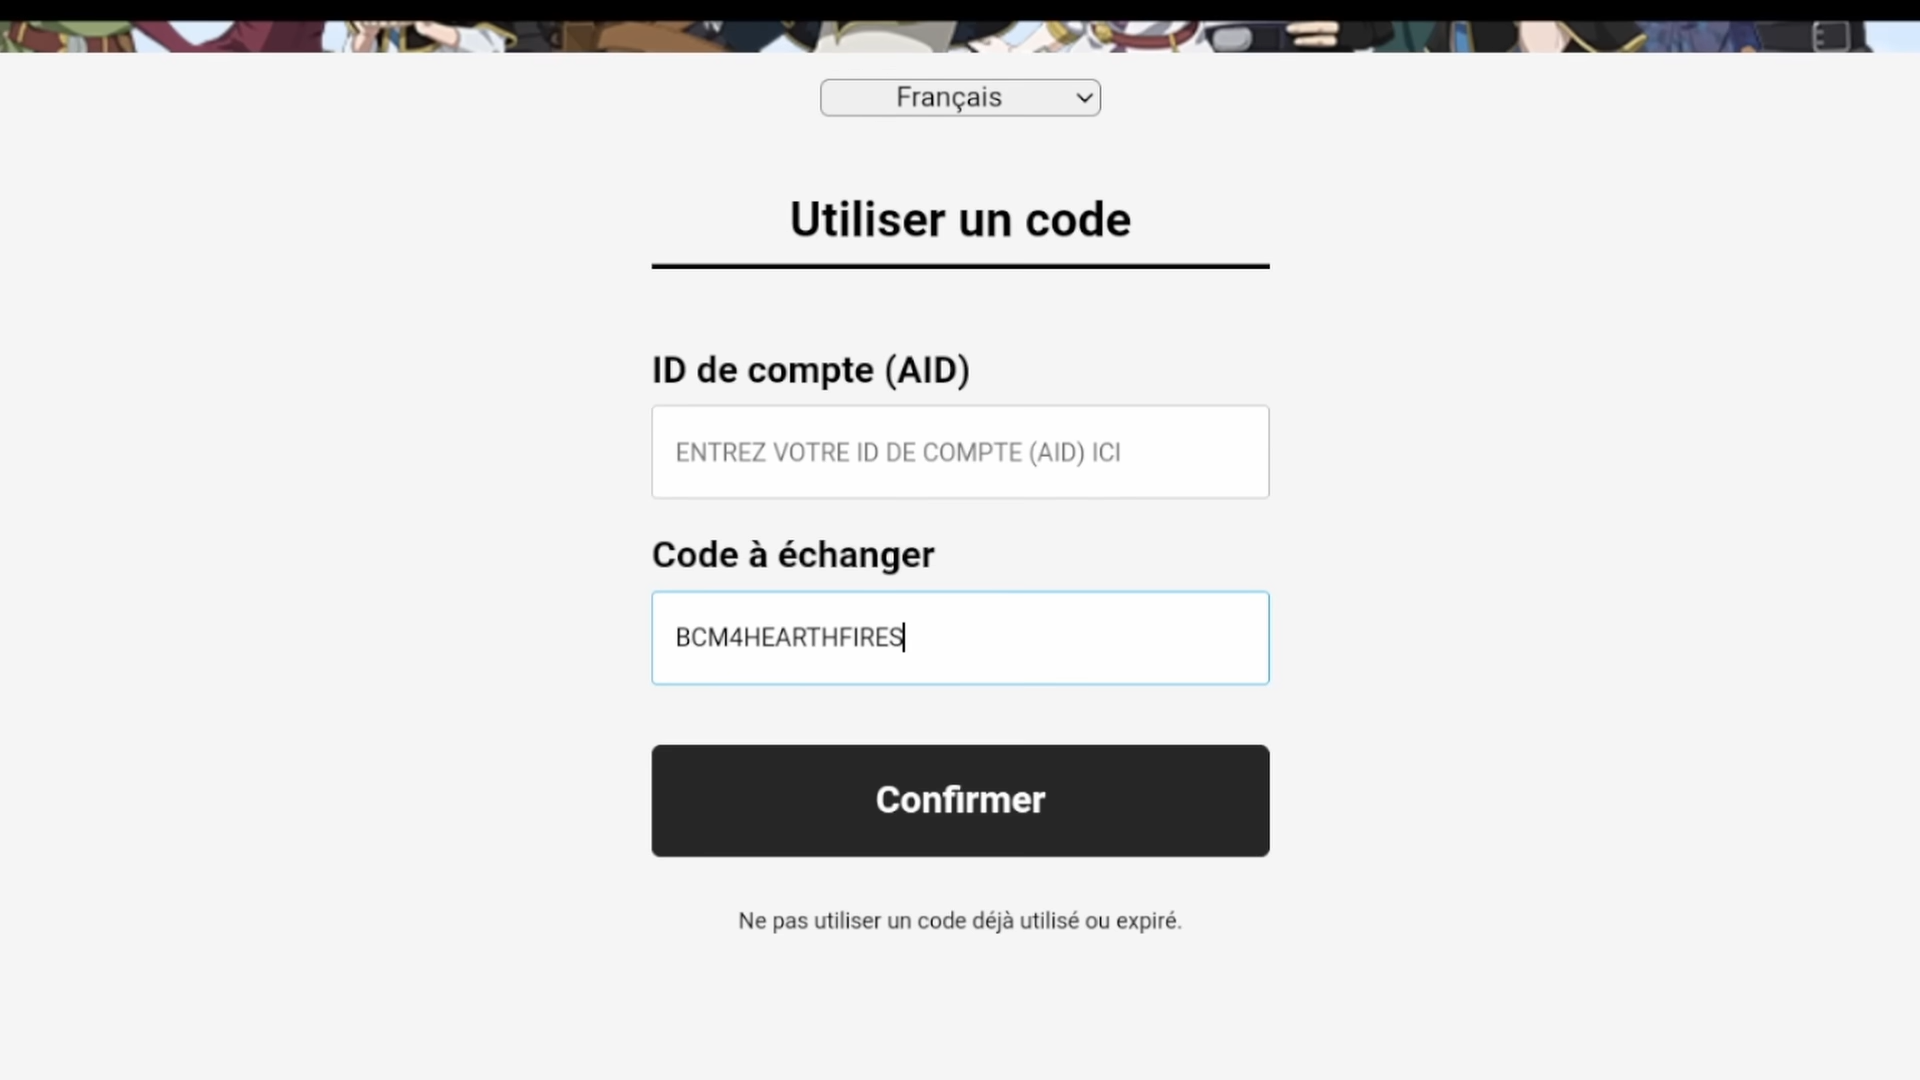 Français
Utiliser un code
ID de compte (AID)
ENTREZ VOTRE ID DE COMPTE (AID) ICI
Code à échanger
BCM4HEARTHFIRES
Confirmer
Ne pas utiliser un code déjà utilisé ou expiré.